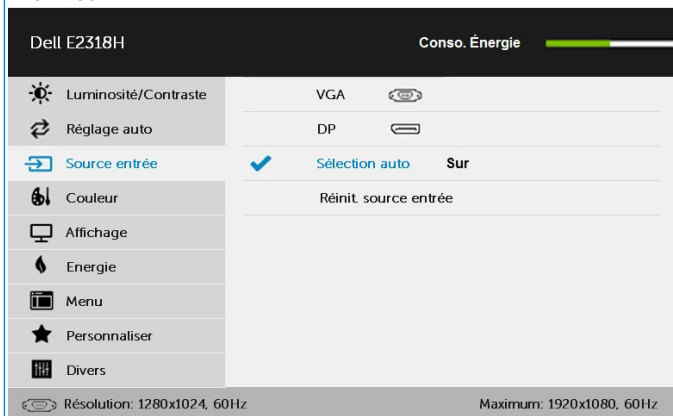 Dell E2318H
Conso. Énergie
Luminosité/Contraste
VGA
Réglage auto
DP
Source entrée
Sélection auto Sur
Couleur
Réinit. source entrée
Affichage
Energie
Menu
Personnaliser
Divers
Résolution: 1280x1024, 60Hz
Maximum: 1920x1080, 60Hz